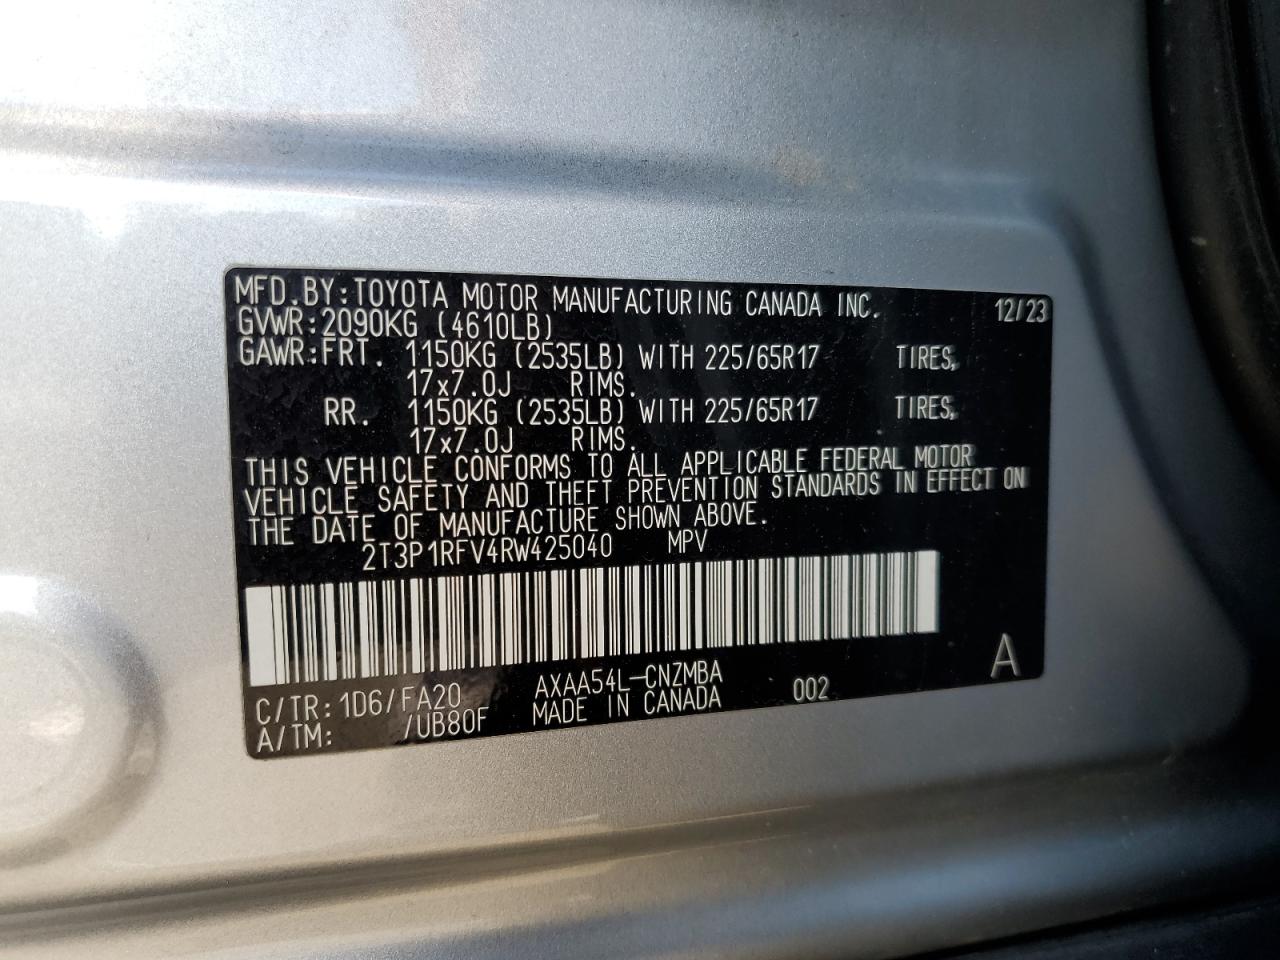 MFD.BY:TOYOTA MOTOR MANUFACTURING CANADA INC. 12/23
GVWR:2090KG (4610LB)
GAWR:FRT. 1150KG (2535LB) WITH 225/65R17 TIRES,
17x7.0J RIMS.
RR. 1150KG (2535LB) WITH 225/65R17 TIRES,
17x7.0J RIMS.
THIS VEHICLE CONFORMS TO ALL APPLICABLE FEDERAL MOTOR
VEHICLE SAFETY AND THEFT PREVENTION STANDARDS IN EFFECT ON
THE DATE OF MANUFACTURE SHOWN ABOVE.
2T3P1RFV4RW425040 MPV
A
C/TR:1D6/FA20 AXAA54L-CNZMBA 002
A/TM: /UB80F MADE IN CANADA